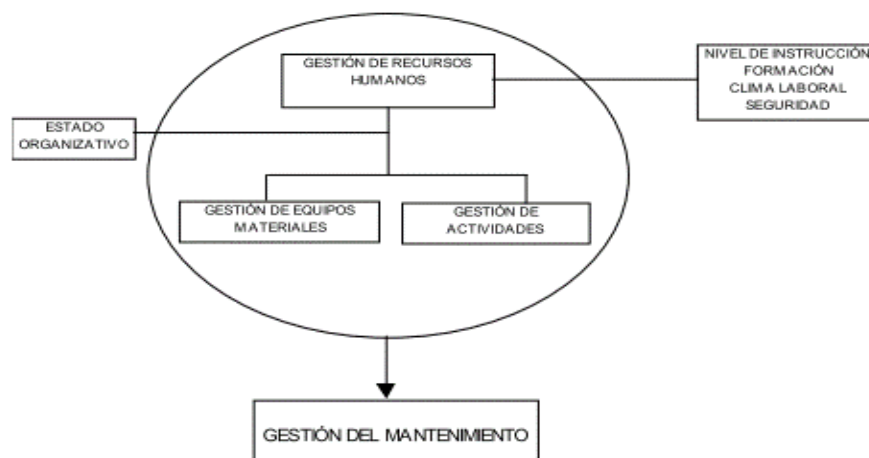 GESTIÓN DE RECURSOS
HUMANOS
NIVEL DE INSTRUCCIÓN
FORMACIÓN
CLIMA LABORAL
SEGURIDAD
ESTADO
ORGANIZATIVO
GESTIÓN DE EQUIPOS
MATERIALES
GESTIÓN DE
ACTIVIDADES
GESTIÓN DEL MANTENIMIENTO